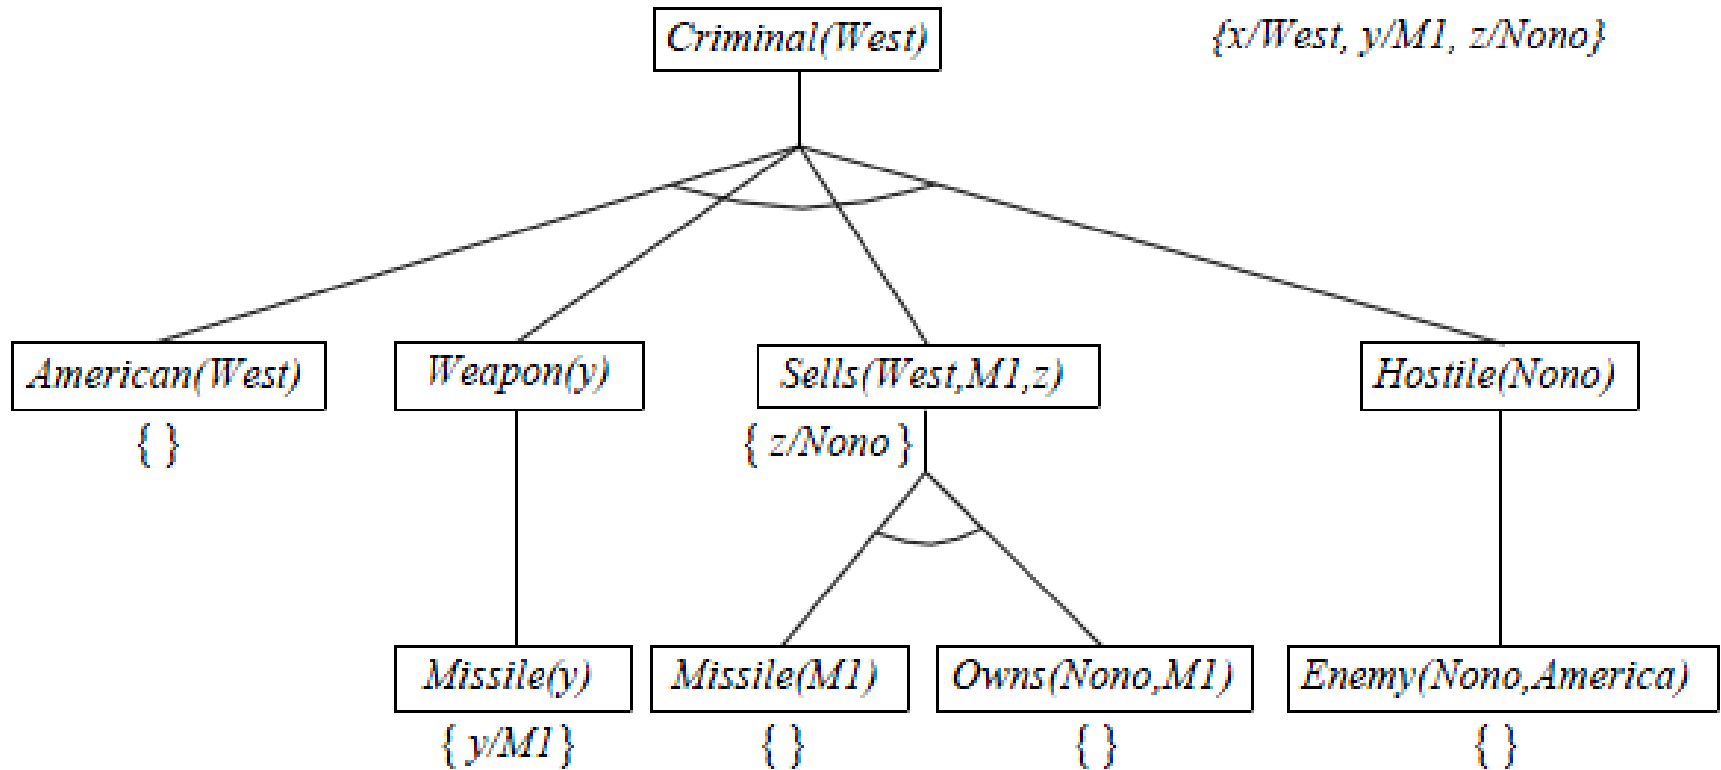 Criminal(West)
{x/West, y/M1, z/Nono}
American(West)
Weapon(y)
Sells(West,M1,z)
Hostile(Nono)
{ }
{ z/Nono }
Missile(y)
Missile(M1)
Owns(Nono,M1)
Enemy(Nono,America)
{ y/M1 }
{ }
{ }
{ }